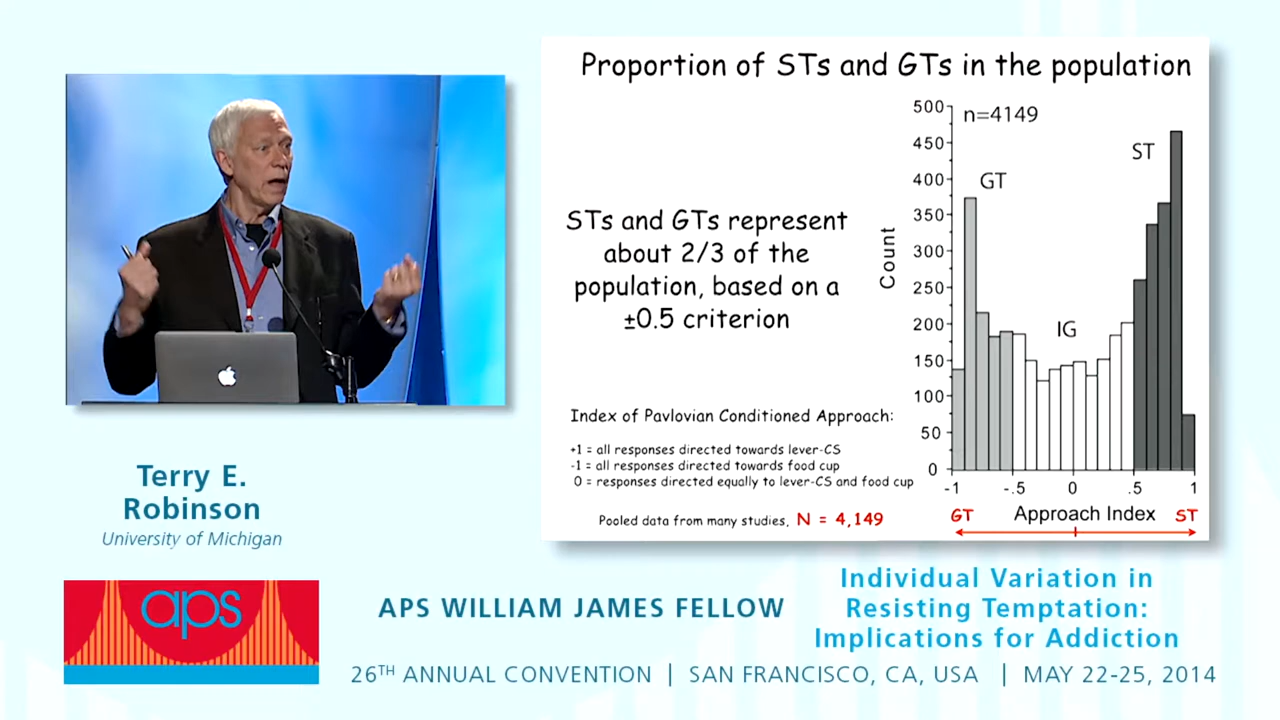 Proportion of STs and GTs in the population
STs and GTs represent
about 2/3 of the
population, based on a
±0.5 criterion
Index of Pavlovian Conditioned Approach:
+1 = all responses directed towards lever-CS
-1 = all responses directed towards food cup
0 = responses directed equally to lever-CS and food cup
Pooled data from many studies, N = 4,149
n=4149
GT
ST
IG
Count
500
450
400
350
300
250
200
150
100
50
0
-1 -.5 0 .5 1
GT Approach Index ST
Terry E.
Robinson
University of Michigan
aps
APS WILLIAM JAMES FELLOW
Individual Variation in
Resisting Temptation:
Implications for Addiction
26TH ANNUAL CONVENTION | SAN FRANCISCO, CA, USA | MAY 22-25, 2014